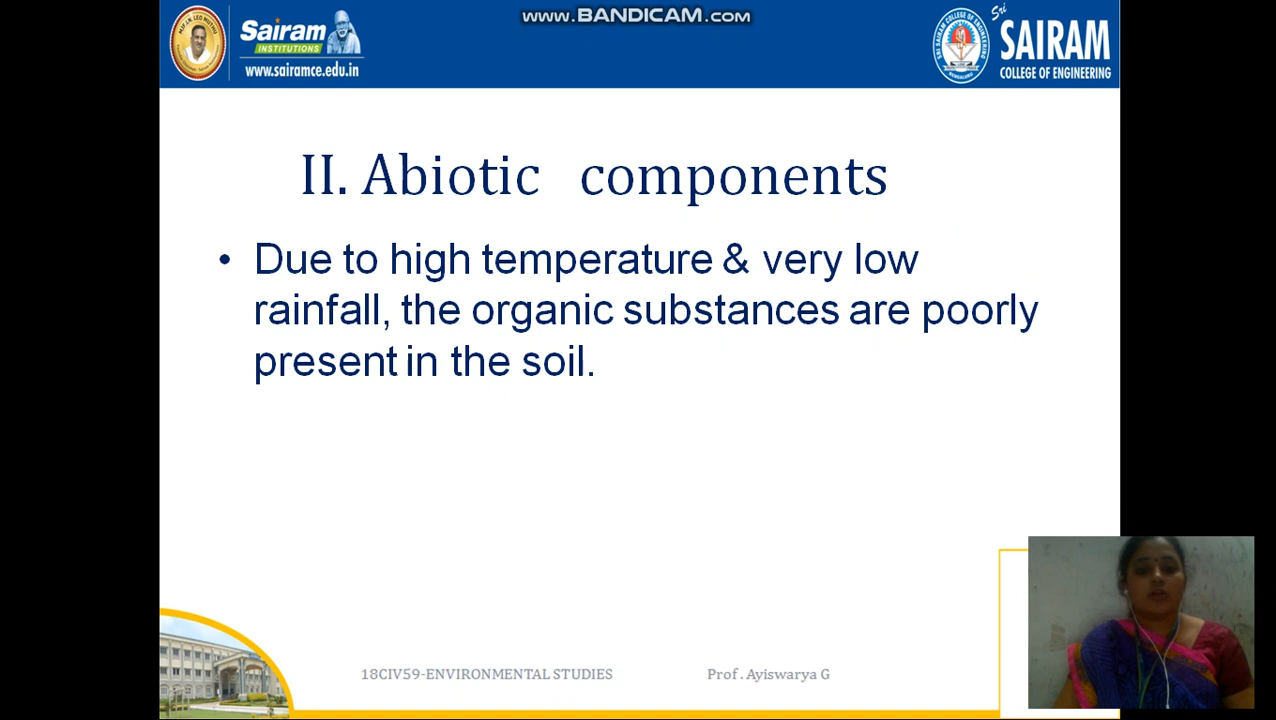 www.BANDICAM.com
Sairam
INSTITUTIONS
www.sairamce.edu.in
Sri
SAIRAM
COLLEGE OF ENGINEERING
II. Abiotic components
• Due to high temperature & very low
rainfall, the organic substances are poorly
present in the soil.
18CIV59-ENVIRONMENTAL STUDIES
Prof . Ayiswarya G